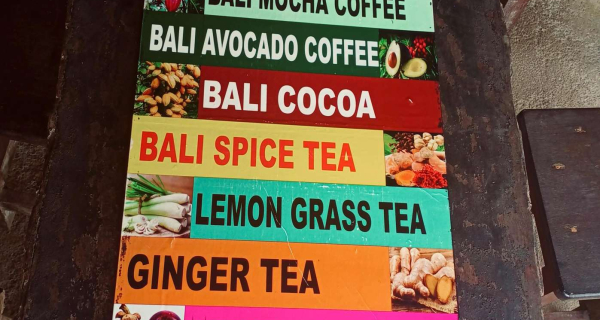 BALI MOCHA COFFEE
BALI AVOCADO COFFEE
BALI COCOA
BALI SPICE TEA
LEMON GRASS TEA
GINGER TEA